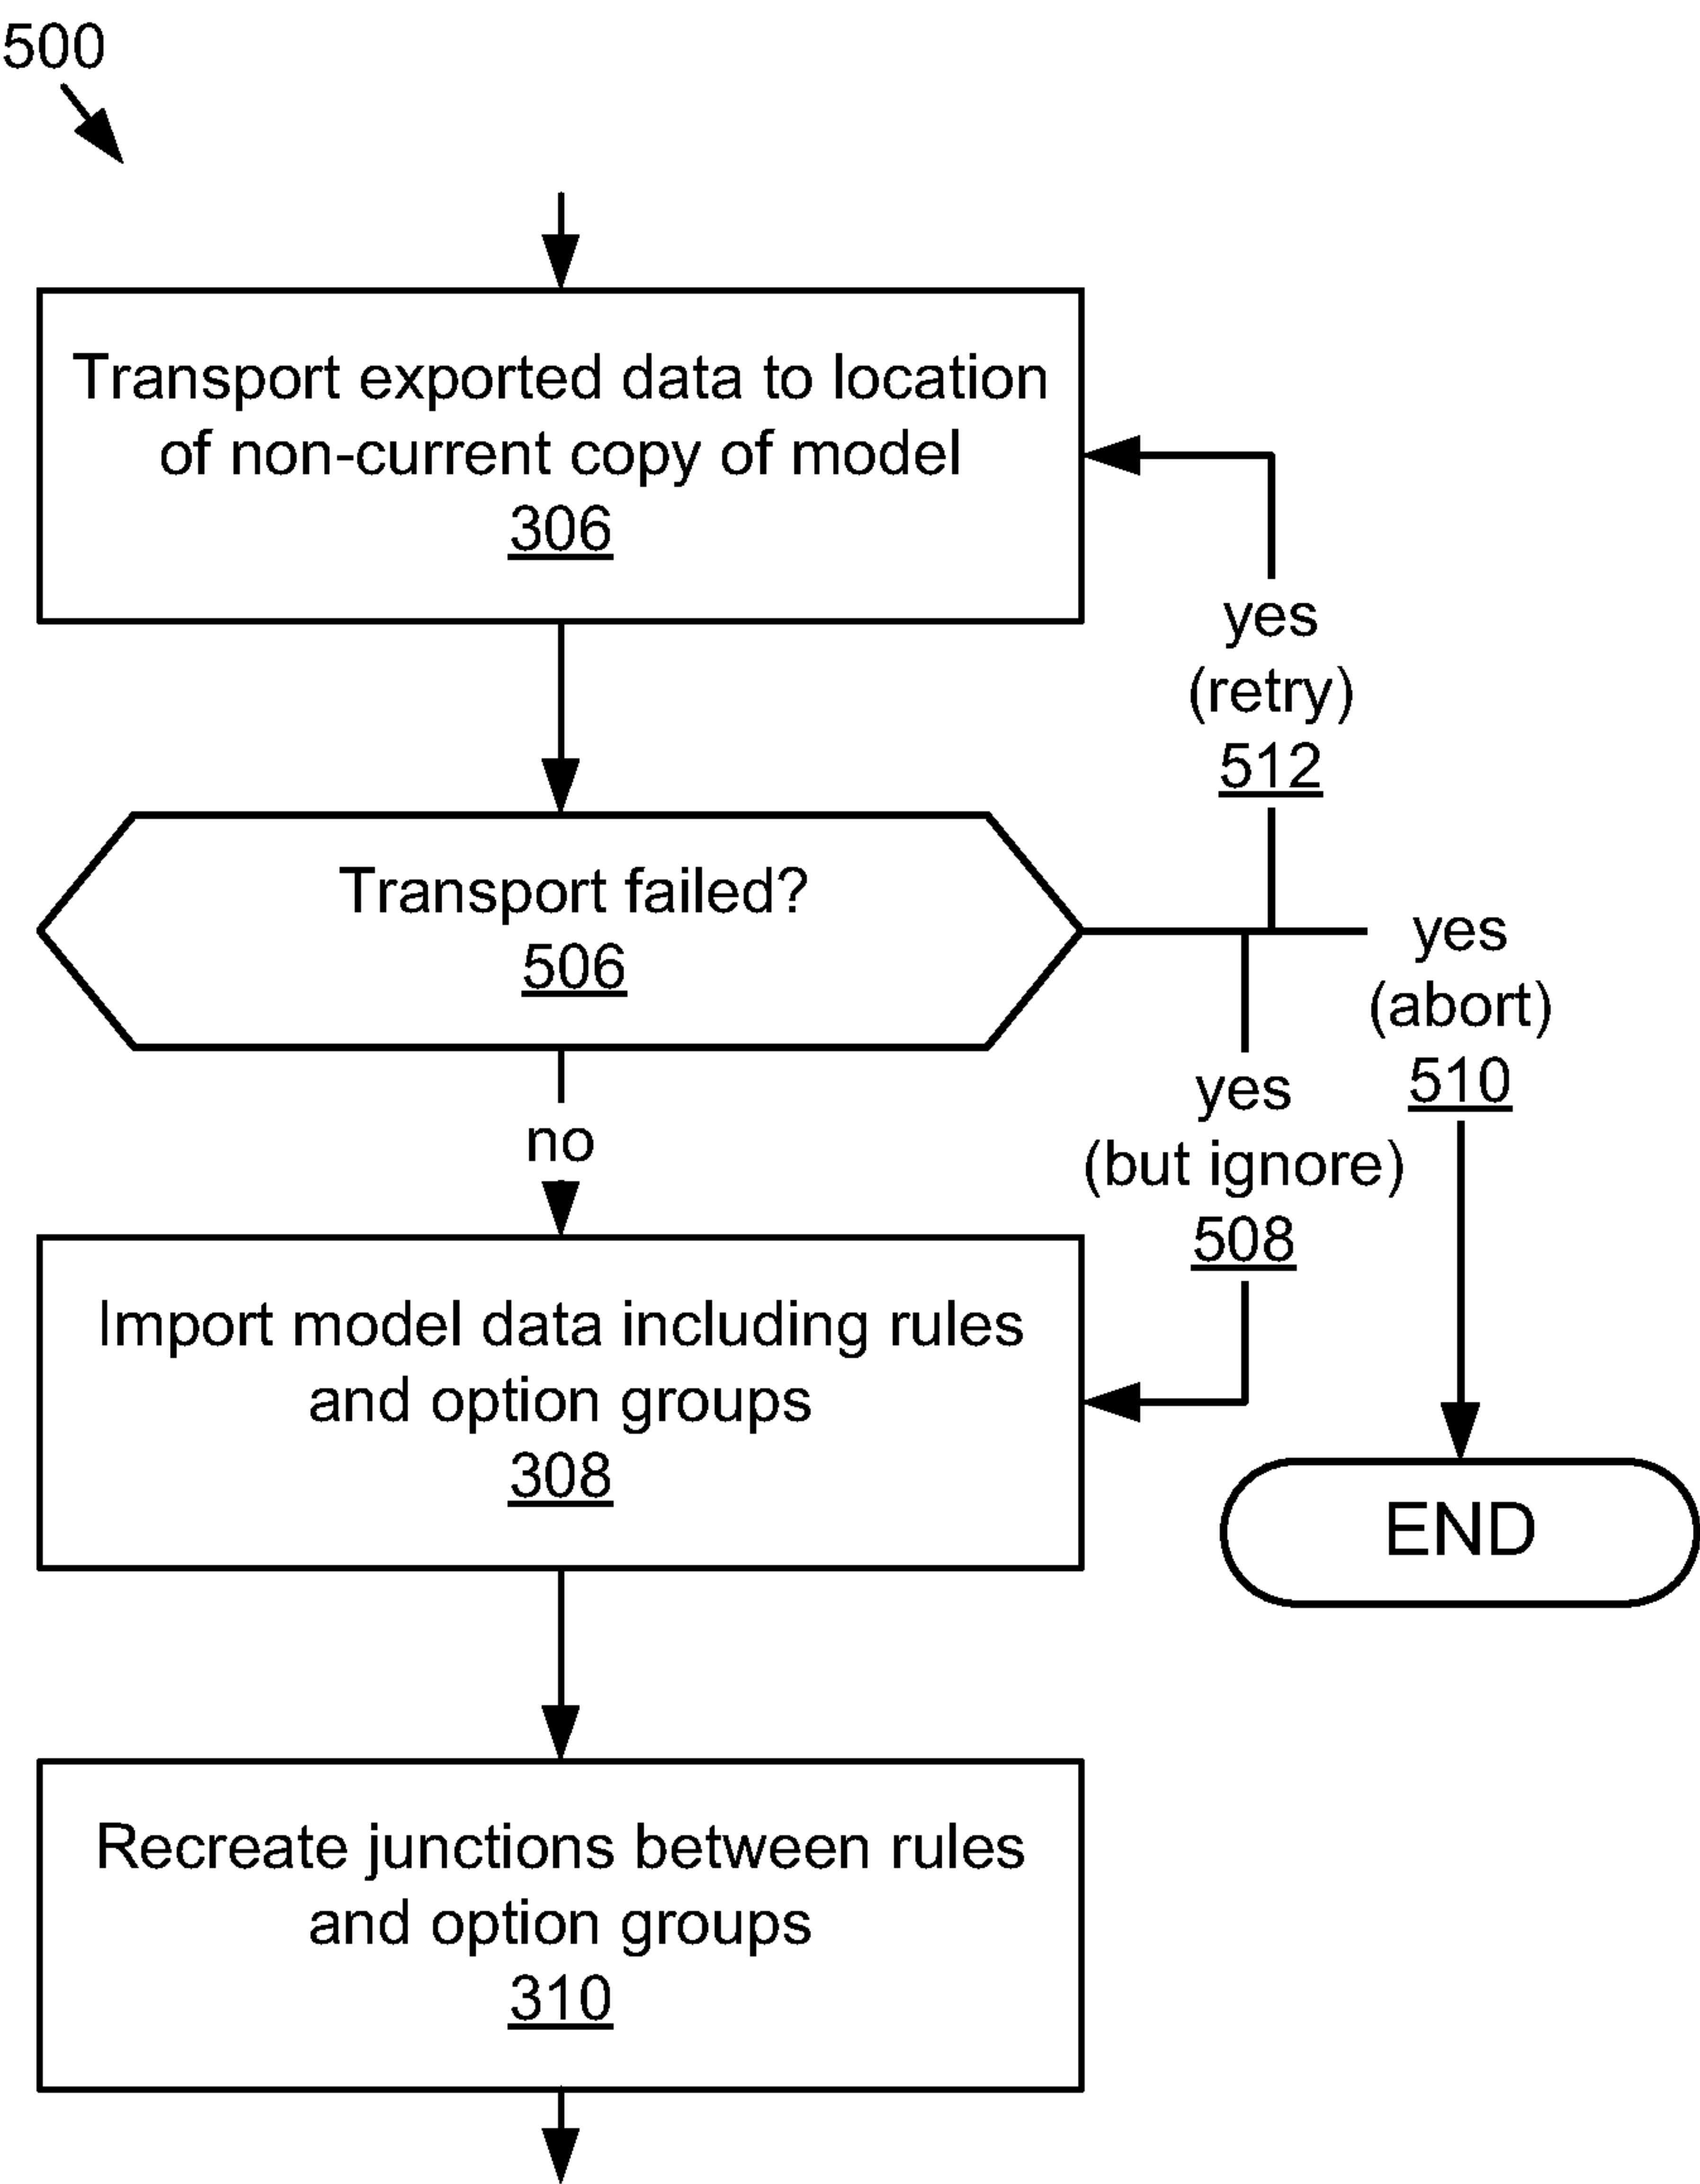 500
Transport exported data to location
of non-current copy of model
306
yes
(retry)
512
Transport failed?
506
yes
(abort)
510
no
yes
(but ignore)
508
Import model data including rules
and option groups
308
END
Recreate junctions between rules
and option groups
310